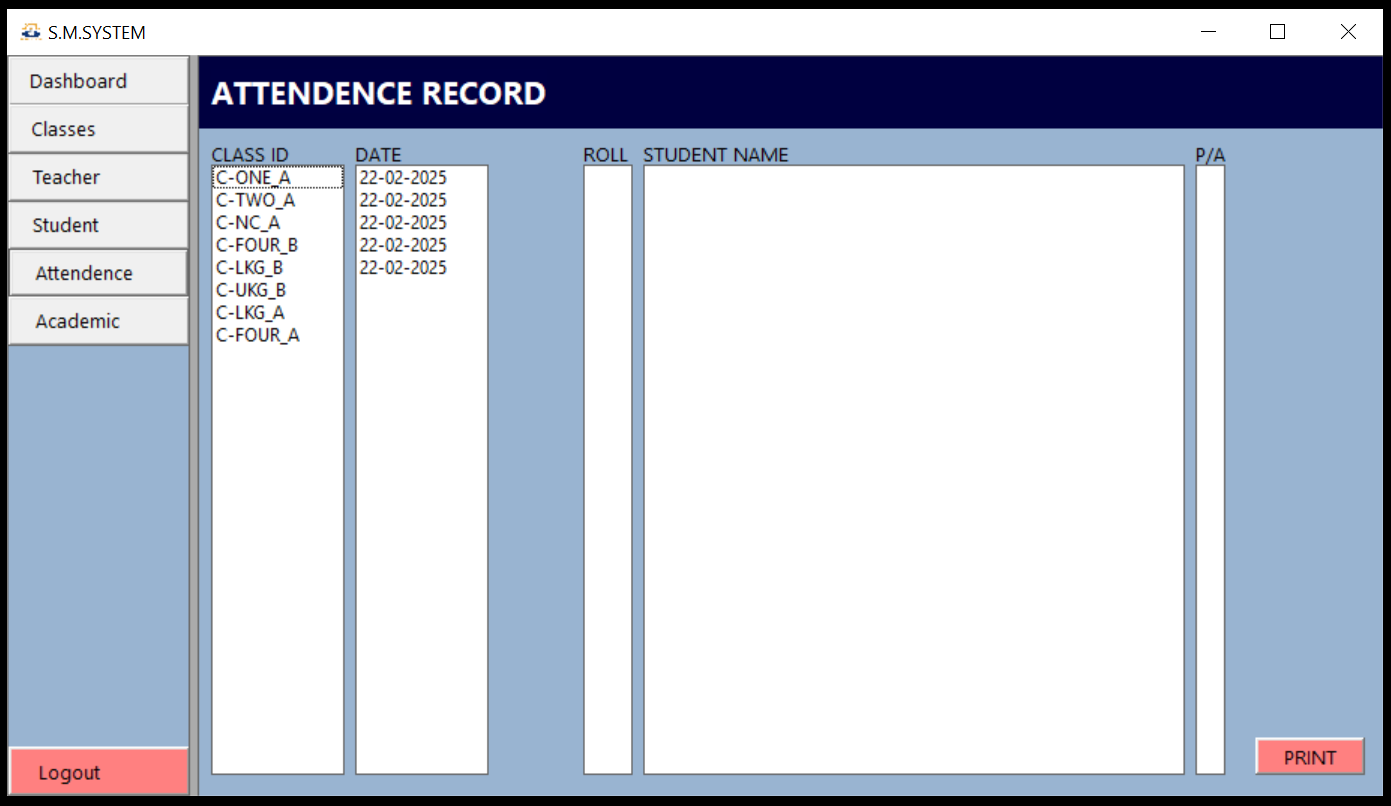 S.M.SYSTEM
Dashboard
Classes
Teacher
Student
Attendence
Academic
Logout
ATTENDENCE RECORD
CLASS ID
C-ONE_A
C-TWO_A
C-NC_A
C-FOUR_B
C-LKG_B
C-UKG_B
C-LKG_A
C-FOUR_A
DATE
22-02-2025
22-02-2025
22-02-2025
22-02-2025
22-02-2025
ROLL
STUDENT NAME
P/A
PRINT